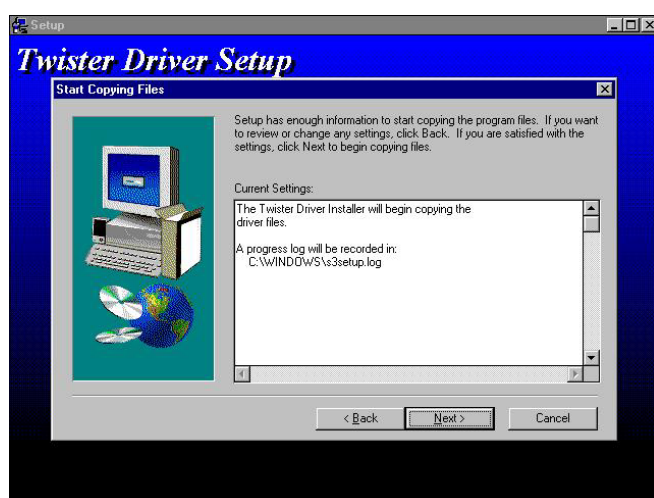 Setup
Twister Driver Setup
Start Copying Files
Setup has enough information to start copying the program files. If you want
to review or change any settings, click Back. If you are satisfied with the
settings, click Next to begin copying files.
Current Settings:
The Twister Driver Installer will begin copying the
driver files.
A progress log will be recorded in:
C:\WINDOWS\s3setup.log
< Back
Next >
Cancel